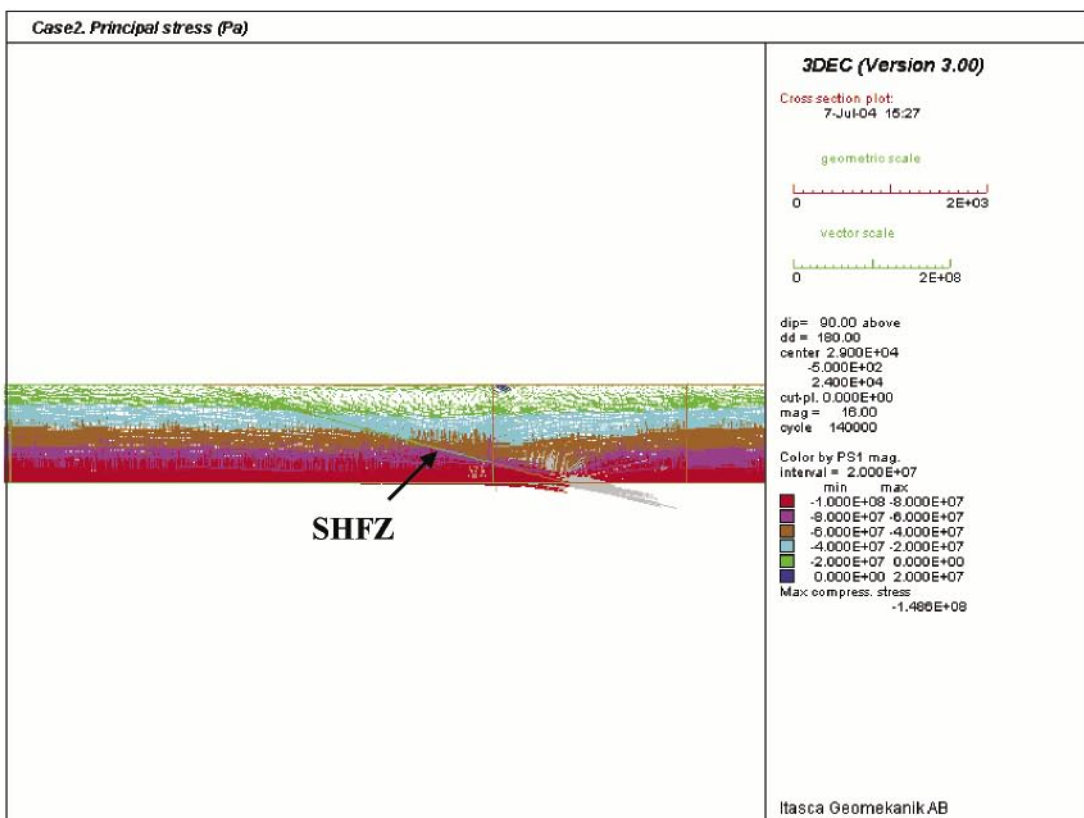 Case2. Principal stress (Pa)
3DEC (Version 3.00)
Cross section plot:
7-Jul-04 15:27
geometric scale
0 2E+03
vector scale
0 2E+08
dip= 90.00 above
dd = 180.00
center 2.900E+04
-5.000E+02
2.400E+04
cut-pl. 0.000E+00
mag = 16.00
cycle 140000
Color by PS1 mag.
interval = 2.000E+07
min max
-1.000E+08 -8.000E+07
-8.000E+07 -6.000E+07
-6.000E+07 -4.000E+07
-4.000E+07 -2.000E+07
-2.000E+07 0.000E+00
0.000E+00 2.000E+07
Max compress. stress
-1.486E+08
SHFZ
Itasca Geomekanik AB